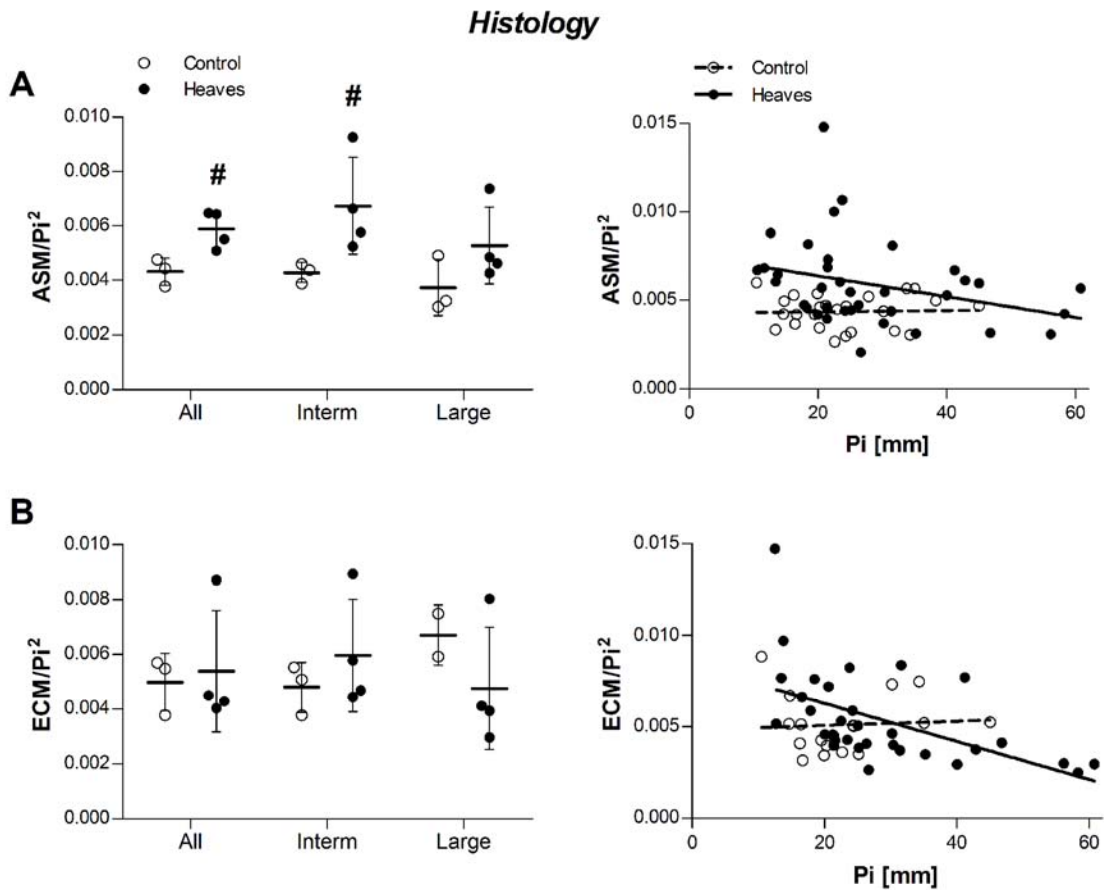 Histology
A
Control
Heaves
ASM/Pi²
0.010
0.008
0.006
0.004
0.002
0.000
#
#
All
Interm
Large
Control
Heaves
ASM/Pi²
0.015
0.010
0.005
0.000
0
20
40
60
Pi [mm]
B
ECM/Pi²
0.010
0.008
0.006
0.004
0.002
0.000
All
Interm
Large
ECM/Pi²
0.015
0.010
0.005
0.000
0
20
40
60
Pi [mm]